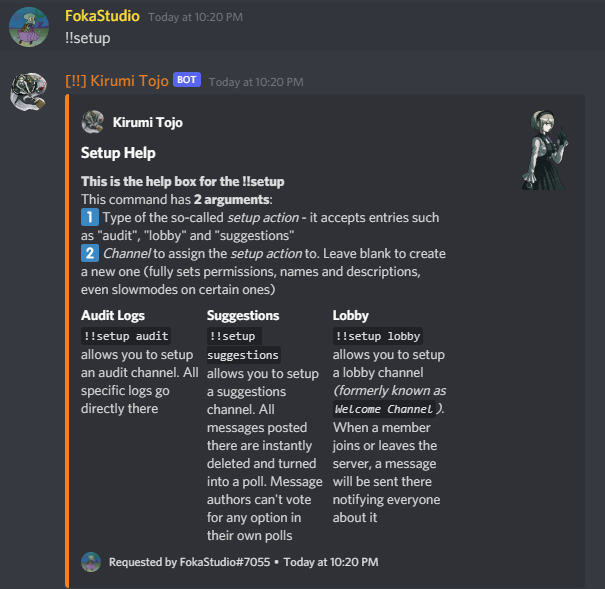 FokaStudio Today at 10:20 PM
!!setup
[!!] Kirumi Tojo BOT Today at 10:20 PM
Kirumi Tojo
Setup Help
This is the help box for the !!setup
This command has 2 arguments:
1 Type of the so-called setup action - it accepts entries such
as "audit", "lobby" and "suggestions"
2 Channel to assign the setup action to. Leave blank to create
a new one (fully sets permissions, names and descriptions,
even slowmodes on certain ones)
Audit Logs
!!setup audit
allows you to setup
an audit channel. All
specific logs go
directly there
Suggestions
!!setup
suggestions
allows you to setup
a suggestions
channel. All
messages posted
there are instantly
deleted and turned
into a poll. Message
authors can't vote
for any option in
their own polls
Lobby
!!setup lobby
allows you to setup
a lobby channel
(formerly known as
Welcome Channel).
When a member
joins or leaves the
server, a message
will be sent there
notifying everyone
about it
Requested by FokaStudio#7055 • Today at 10:20 PM